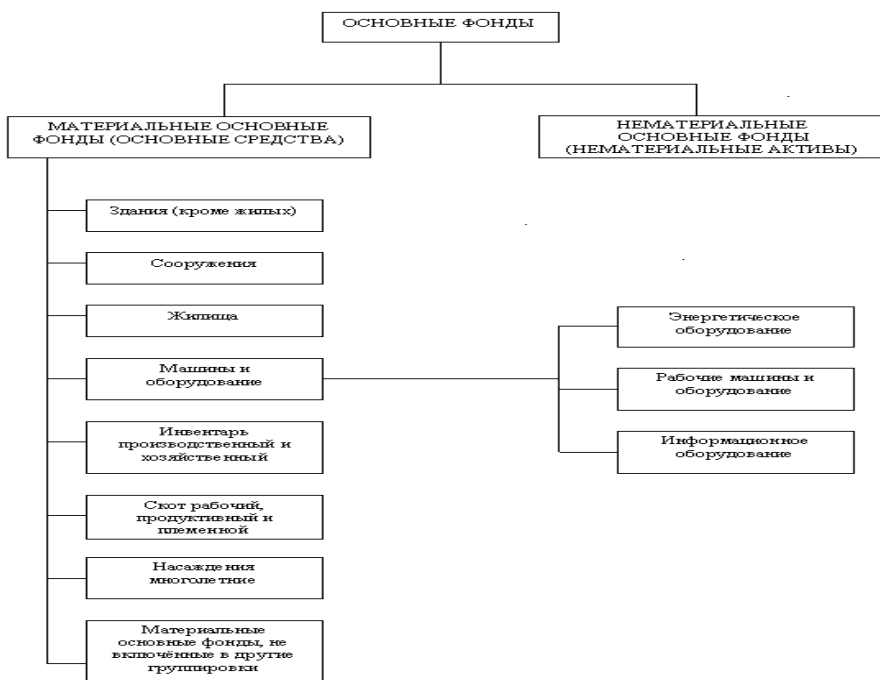 ОСНОВНЫЕ ФОНДЫ
МАТЕРИАЛЬНЫЕ ОСНОВНЫЕ
ФОНДЫ (ОСНОВНЫЕ СРЕДСТВА)
НЕМАТЕРИАЛЬНЫЕ
ОСНОВНЫЕ ФОНДЫ
(НЕМАТЕРИАЛЬНЫЕ АКТИВЫ)
Здания (кроме жилых)
Сооружения
Жилища
Машины и
оборудование
Инвентарь
производственный и
хозяйственный
Скот рабочий,
продуктивный и
племенной
Насаждения
многолетние
Материальные
основные фонды, не
включённые в другие
группировки
Энергетическое
оборудование
Рабочие машины и
оборудование
Информационное
оборудование